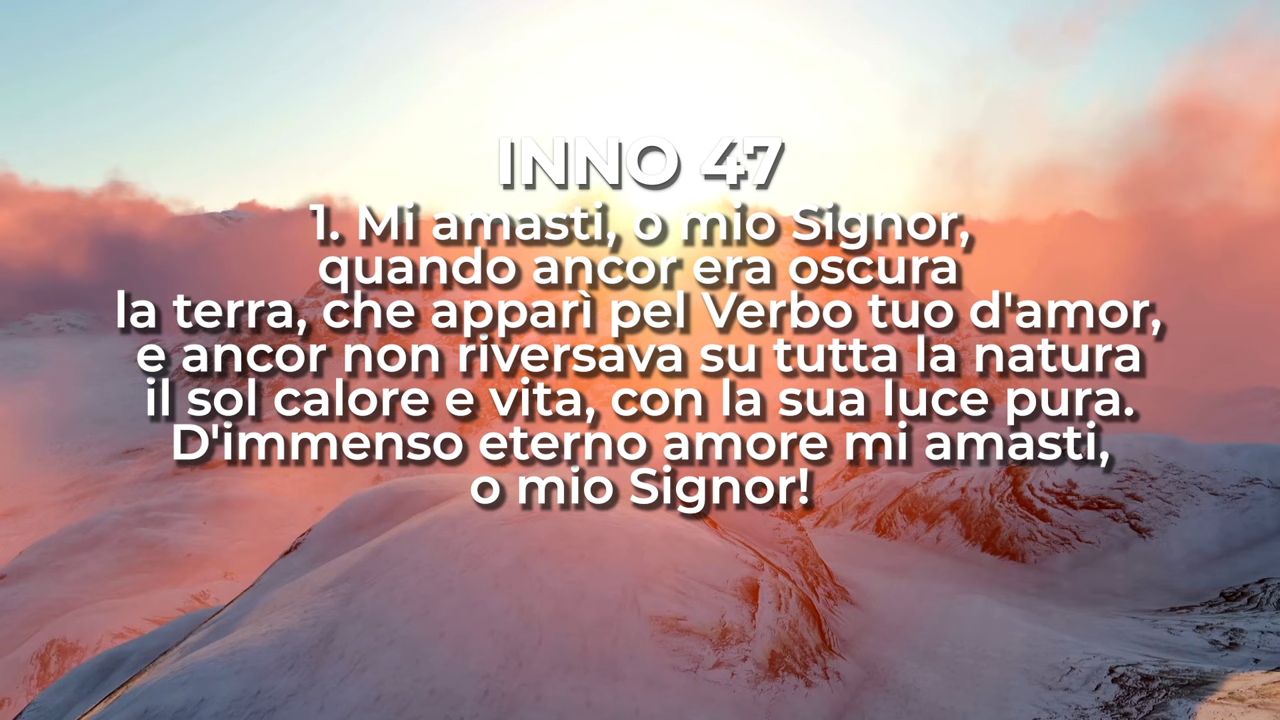 INNO 47
1. Mi amasti, o mio Signor,
quando ancor era oscura
la terra, che apparì pel Verbo tuo d'amor,
e ancor non riversava su tutta la natura
il sol calore e vita, con la sua luce pura.
D'immenso eterno amore mi amasti,
o mio Signor!